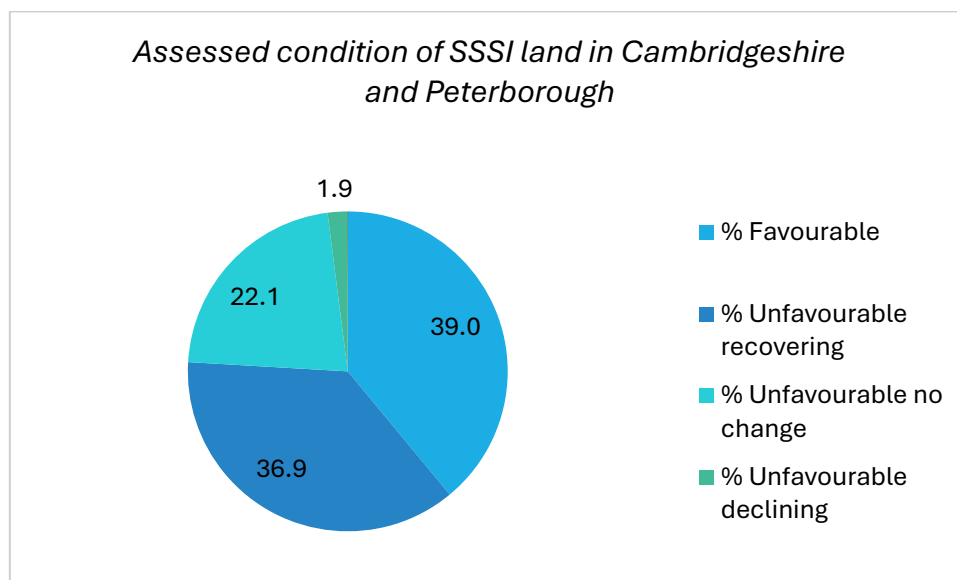 Assessed condition of SSSI land in Cambridgeshire
and Peterborough
1.9
22.1
39.0
36.9
% Favourable
% Unfavourable
recovering
% Unfavourable no
change
% Unfavourable
declining